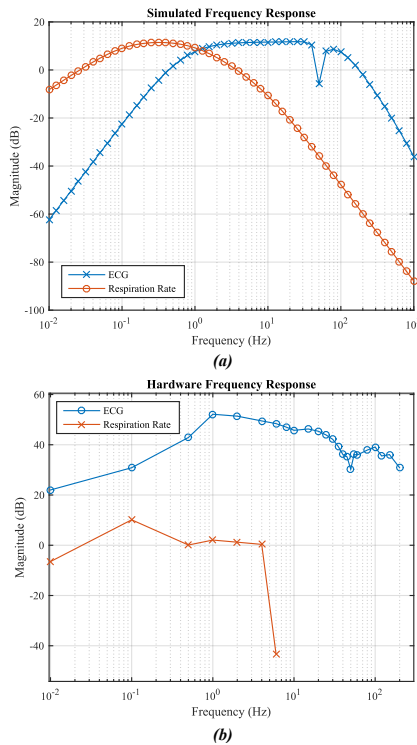 Simulated Frequency Response
20
0
-20
-40
-60
-80
-100
Magnitude (dB)
ECG
Respiration Rate
10-2 10-1 100 101 102 10
Frequency (Hz)
(a)
Hardware Frequency Response
60
40
20
0
-20
-40
Magnitude (dB)
ECG
Respiration Rate
10-2 10-1 100 101 102
Frequency (Hz)
(b)